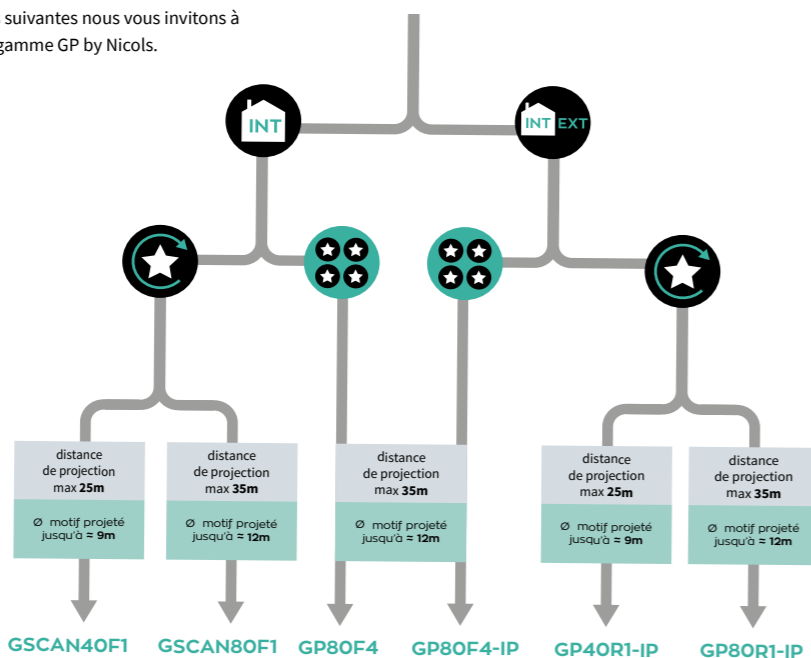 suivantes nous vous invitons à
gamme GP by Nicols.
INT
INT EXT
distance
de projection
max 25m
Ø motif projeté
jusqu'à ≈ 9m
distance
de projection
max 35m
Ø motif projeté
jusqu'à ≈ 12m
distance
de projection
max 35m
Ø motif projeté
jusqu'à ≈ 12m
distance
de projection
max 25m
Ø motif projeté
jusqu'à ≈ 9m
distance
de projection
max 35m
Ø motif projeté
jusqu'à ≈ 12m
GSCAN40F1 GSCAN80F1 GP80F4 GP80F4-IP GP40R1-IP GP80R1-IP